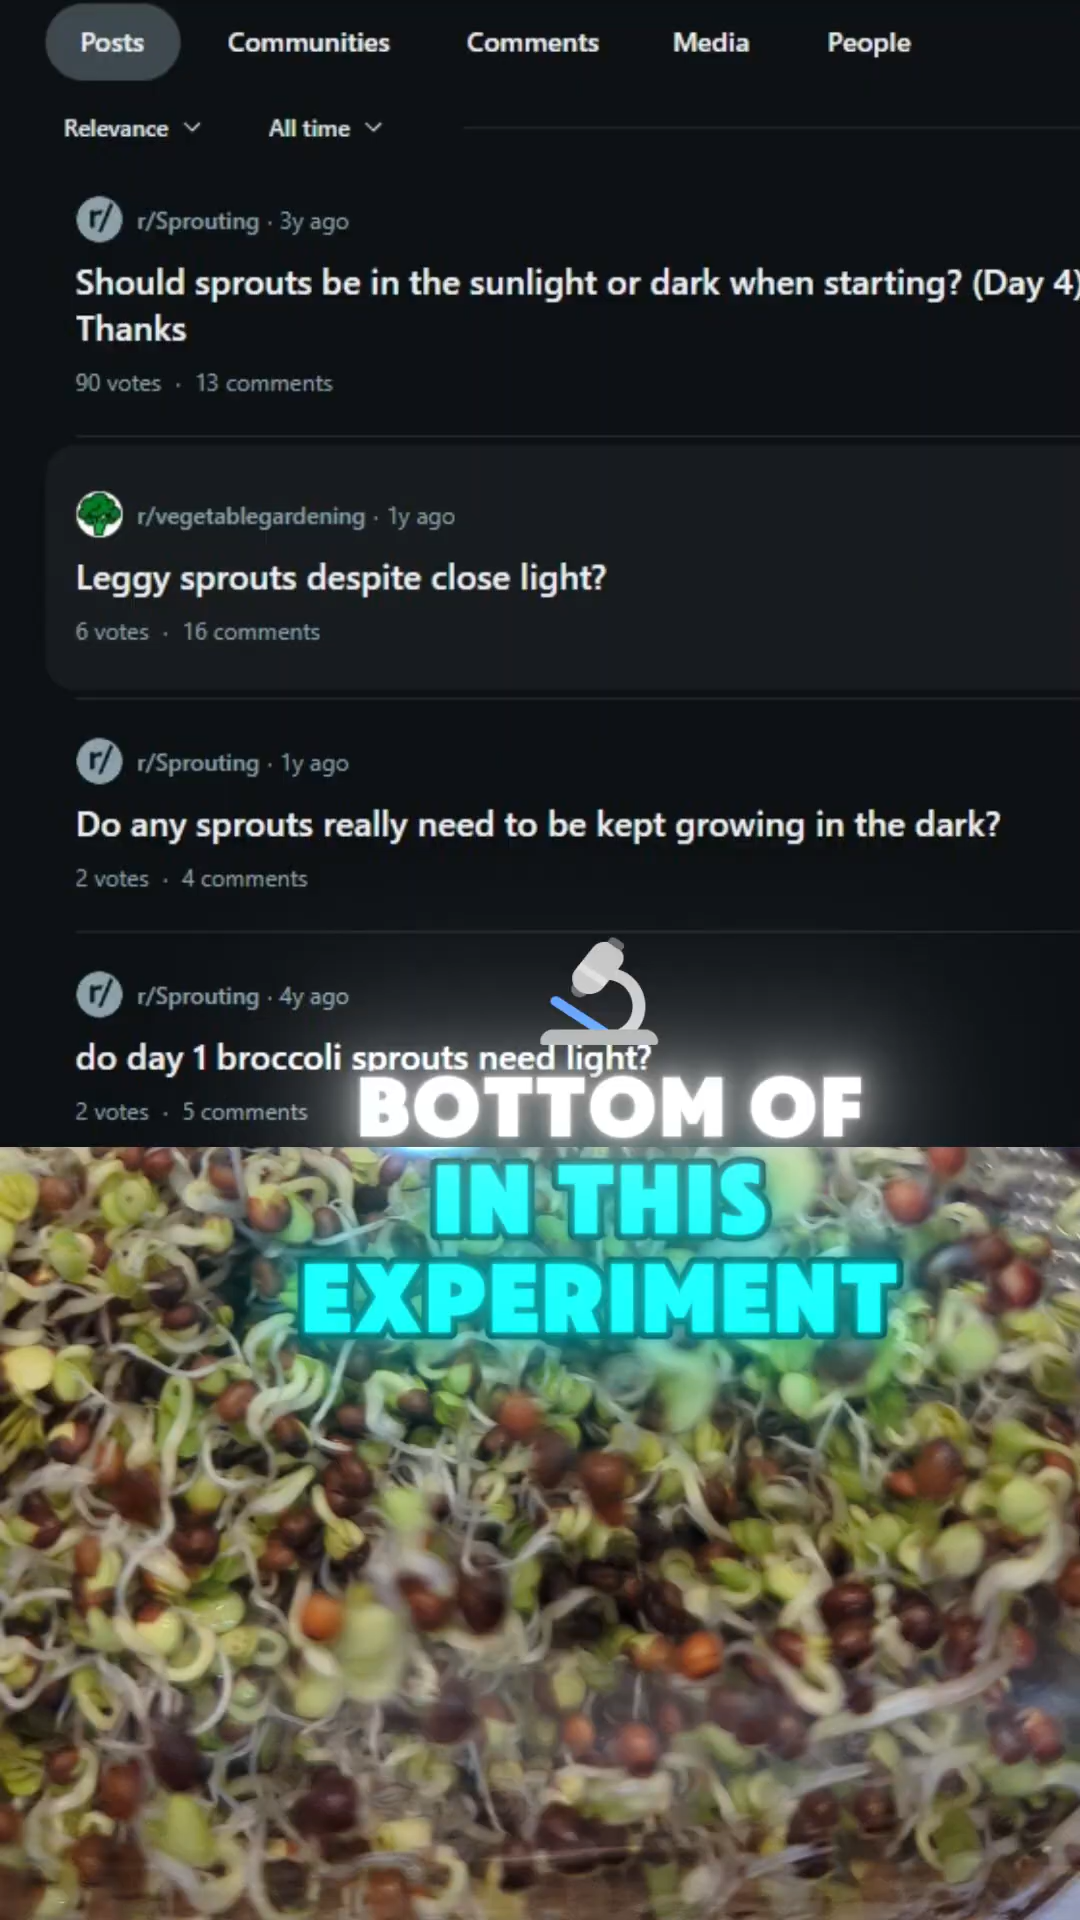 Posts Communities Comments Media People
Relevance All time
r/ r/Sprouting · 3y ago
Should sprouts be in the sunlight or dark when starting? (Day 4)
Thanks
90 votes · 13 comments
r/vegetablegardening · 1y ago
Leggy sprouts despite close light?
6 votes · 16 comments
r/ r/Sprouting · 1y ago
Do any sprouts really need to be kept growing in the dark?
2 votes · 4 comments
r/ r/Sprouting · 4y ago
do day 1 broccoli sprouts need light?
2 votes · 5 comments
BOTTOM OF
IN THIS
EXPERIMENT